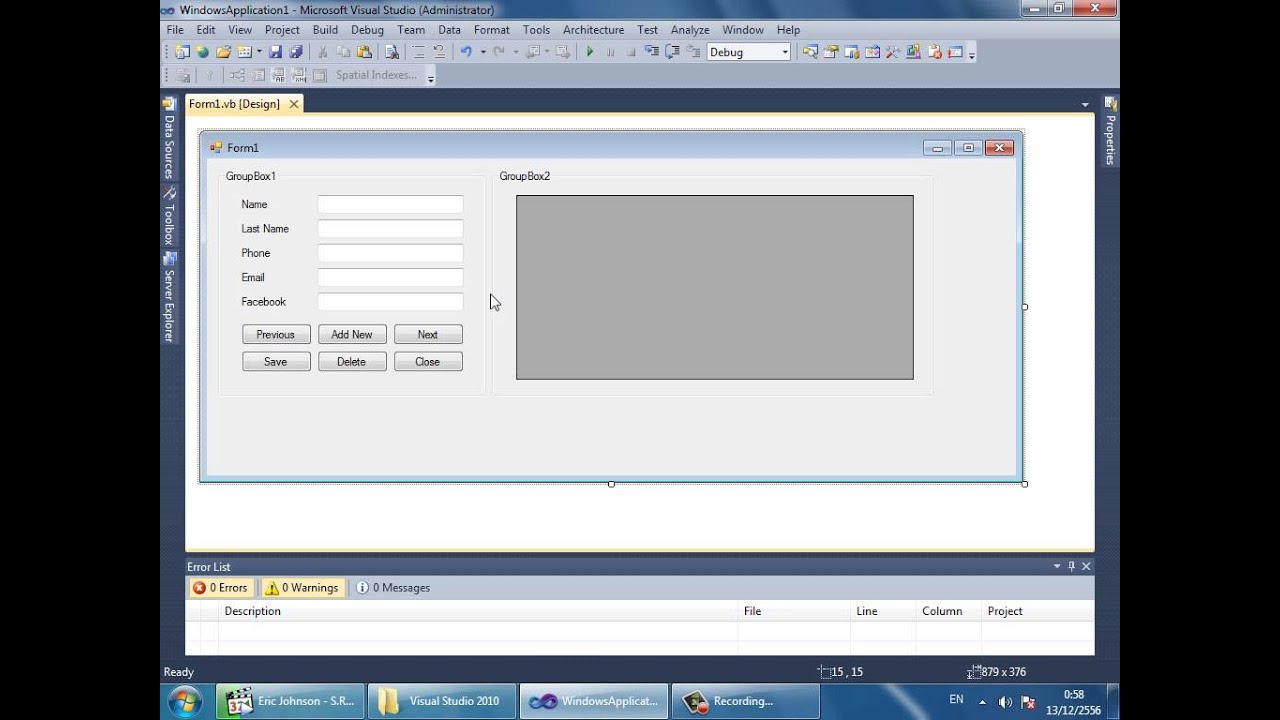 WindowsApplication1 - Microsoft Visual Studio (Administrator)
File Edit View Project Build Debug Team Data Format Tools Architecture Test Analyze Window Help
Debug
Spatial Indexes...
Form1.vb [Design]
Data Sources
Toolbox
Server Explorer
Properties
Form1
GroupBox1
GroupBox2
Name
Last Name
Phone
Email
Facebook
Previous Add New Next
Save Delete Close
Error List
0 Errors 0 Warnings 0 Messages
Description File Line Column Project
Ready 15 , 15 879 x 376
Eric Johnson - S.R... Visual Studio 2010 WindowsApplicat... Recording... EN 0:58
13/12/2556